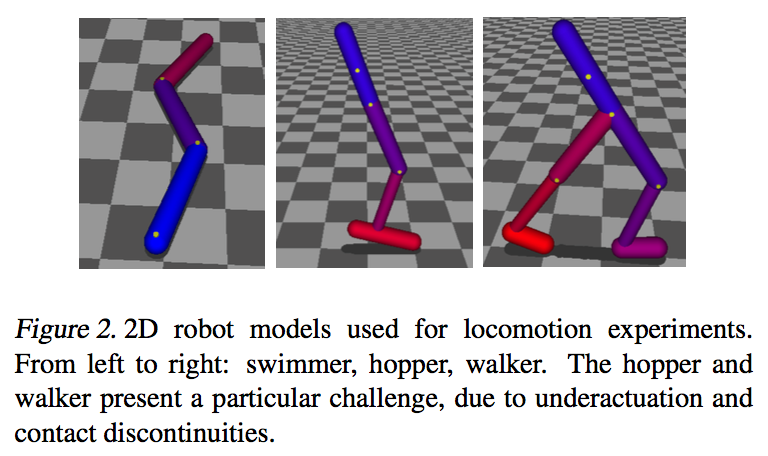 Figure 2. 2D robot models used for locomotion experiments.
From left to right: swimmer, hopper, walker. The hopper and
walker present a particular challenge, due to underactuation and
contact discontinuities.